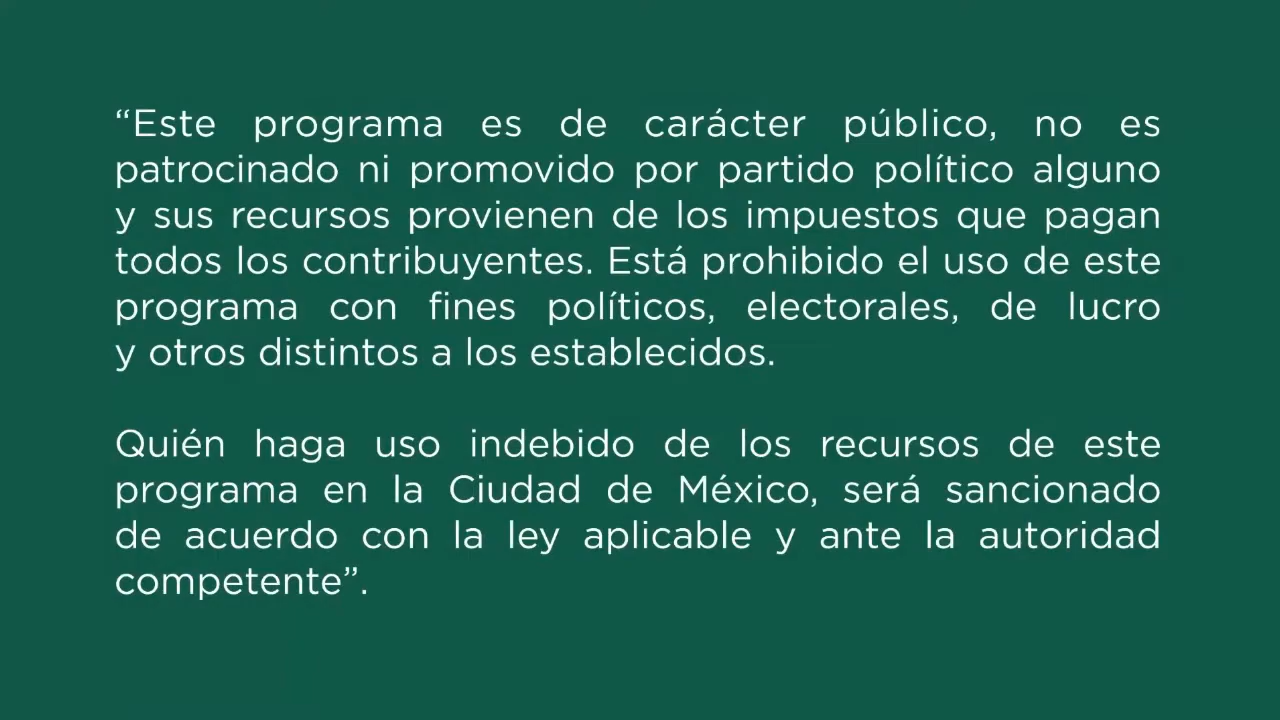 “Este programa es de carácter público, no es
patrocinado ni promovido por partido político alguno
y sus recursos provienen de los impuestos que pagan
todos los contribuyentes. Está prohibido el uso de este
programa con fines políticos, electorales, de lucro
y otros distintos a los establecidos.
Quién haga uso indebido de los recursos de este
programa en la Ciudad de México, será sancionado
de acuerdo con la ley aplicable y ante la autoridad
competente”.